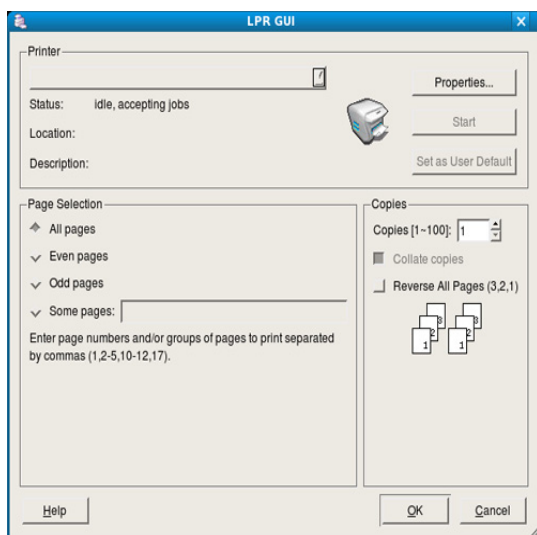 LPR GUI
Printer
Properties...
Status: idle, accepting jobs
Start
Location:
Description:
Set as User Default
Page Selection
All pages
Even pages
Odd pages
Some pages:
Enter page numbers and/or groups of pages to print separated
by commas (1,2-5,10-12,17).
Copies
Copies [1~100]: 1
Collate copies
Reverse All Pages (3,2,1)
3 3
2 2
1 1
Help
OK
Cancel